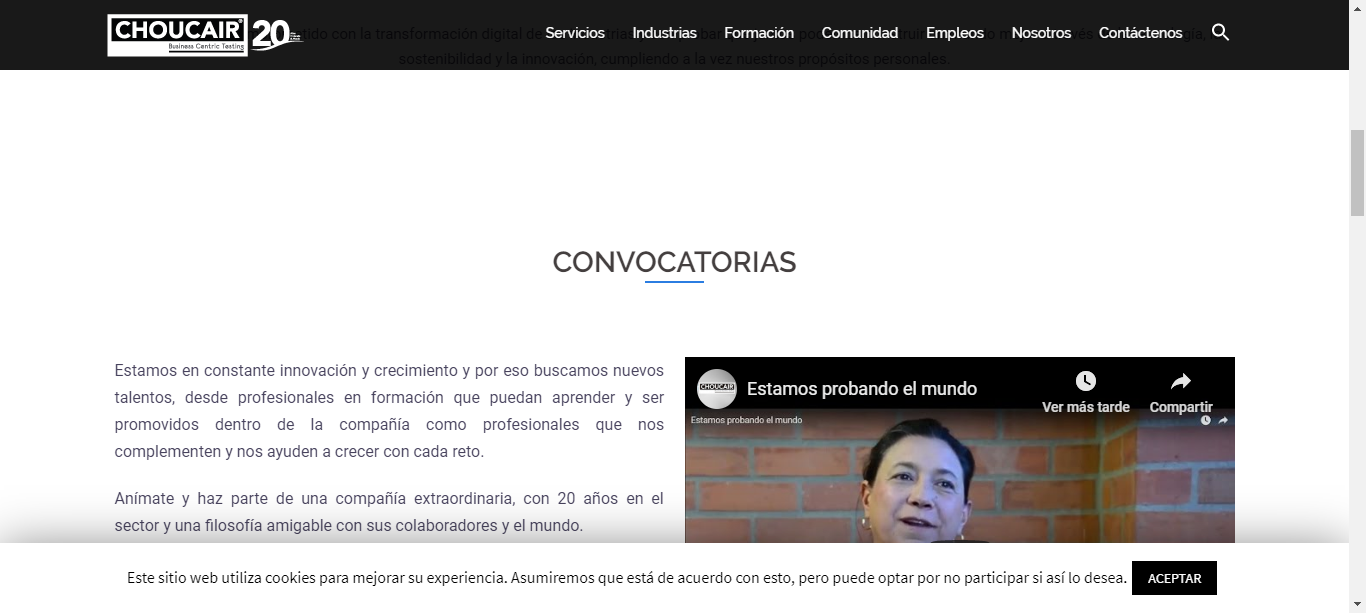 CHOUCAIR
Business Centric Testing
20
Servicios Industrias Formación Comunidad Empleos Nosotros Contáctenos
tido con la transformación digital de
sostenibilidad y la innovación, cumpliendo a la vez nuestros propósitos personales.
CONVOCATORIAS
Estamos en constante innovación y crecimiento y por eso buscamos nuevos
talentos, desde profesionales en formación que puedan aprender y ser
promovidos dentro de la compañía como profesionales que nos
complementen y nos ayuden a crecer con cada reto.
Anímate y haz parte de una compañía extraordinaria, con 20 años en el
sector y una filosofía amigable con sus colaboradores y el mundo.
CHOUCAIR
Estamos probando el mundo
Ver más tarde
Compartir
Estamos probando el mundo
Este sitio web utiliza cookies para mejorar su experiencia. Asumiremos que está de acuerdo con esto, pero puede optar por no participar si así lo desea.
ACEPTAR